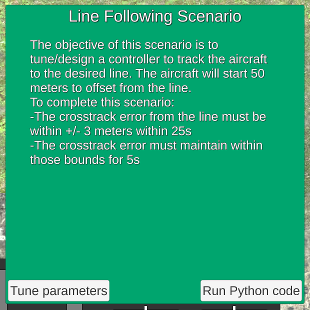 Line Following Scenario
The objective of this scenario is to
tune/design a controller to track the aircraft
to the desired line. The aircraft will start 50
meters to offset from the line.
To complete this scenario:
-The crosstrack error from the line must be
within +/- 3 meters within 25s
-The crosstrack error must maintain within
those bounds for 5s
Tune parameters
Run Python code